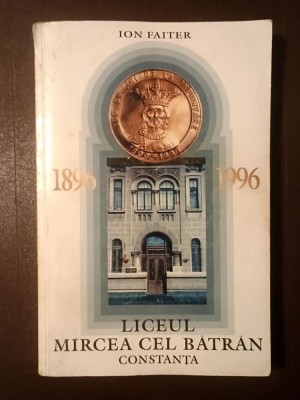 ION FAITER
1896 1996
LICEUL
MIRCEA CEL BĂTRÂN
CONSTANȚA